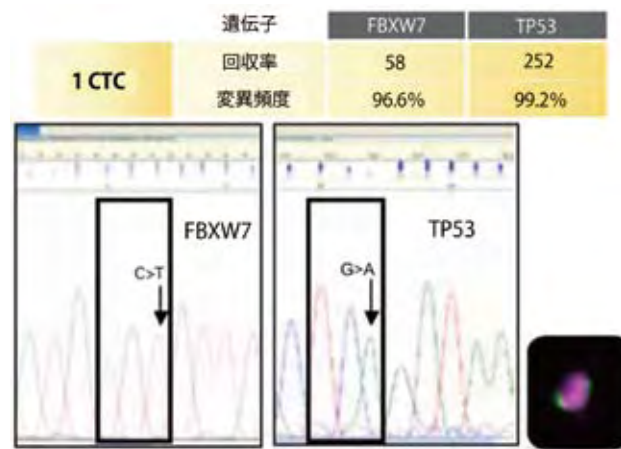 遺伝子 FBXW7 TP53
1 CTC
回収率 58 252
変異頻度 96.6% 99.2%
FBXW7
C>T
TP53
G>A